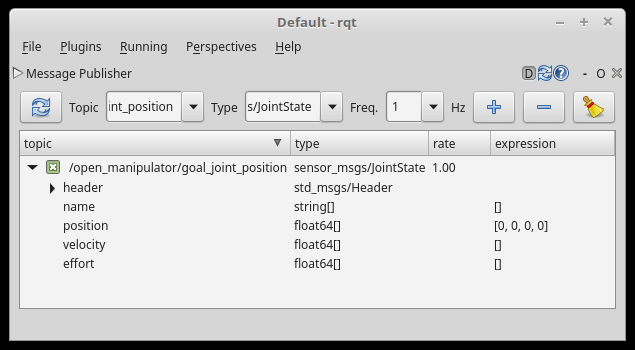 Default - rqt
File Plugins Running Perspectives Help
Message Publisher D - O
Topic int_position Type s/JointState Freq. 1 Hz
topic type rate expression
/open_manipulator/goal_joint_position sensor_msgs/JointState 1.00
header std_msgs/Header
name string[] []
position float64[] [0, 0, 0, 0]
velocity float64[] []
effort float64[] []